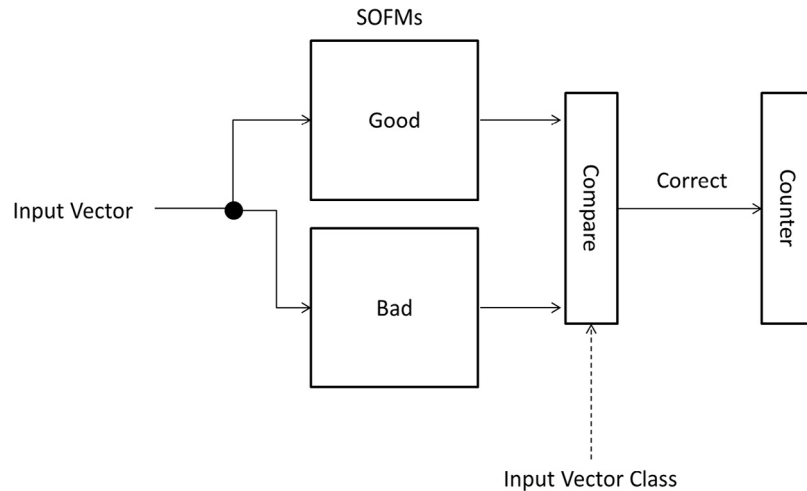 SOFMs
Good
Input Vector
Bad
Compare
Correct
Counter
Input Vector Class